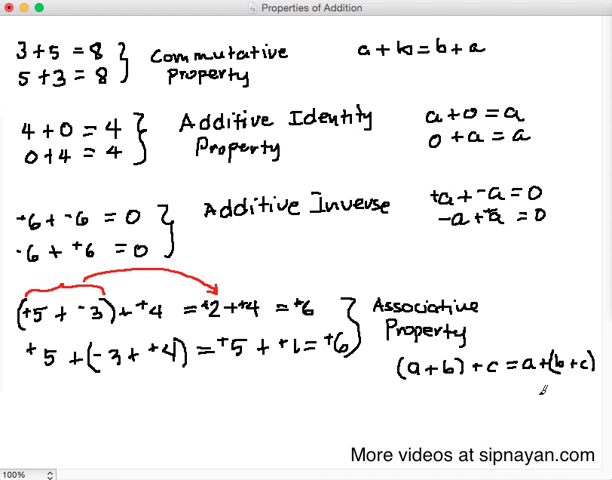 Properties of Addition
3+5 = 8
5+3 = 8
Commutative
Property
a+b=b+a
4+0 = 4
0+4 = 4
Additive Identity
Property
a+0=a
0+a=a
+6 + -6 = 0
-6 + +6 = 0
Additive Inverse
+a + -a = 0
-a + +a = 0
(+5 + -3) + +4 = +2 + +4 = +6
+5 + (-3 + +4) = +5 + +1 = +6
Associative
Property
(a+b)+c=a+(b+c)
More videos at sipnayan.com
100%